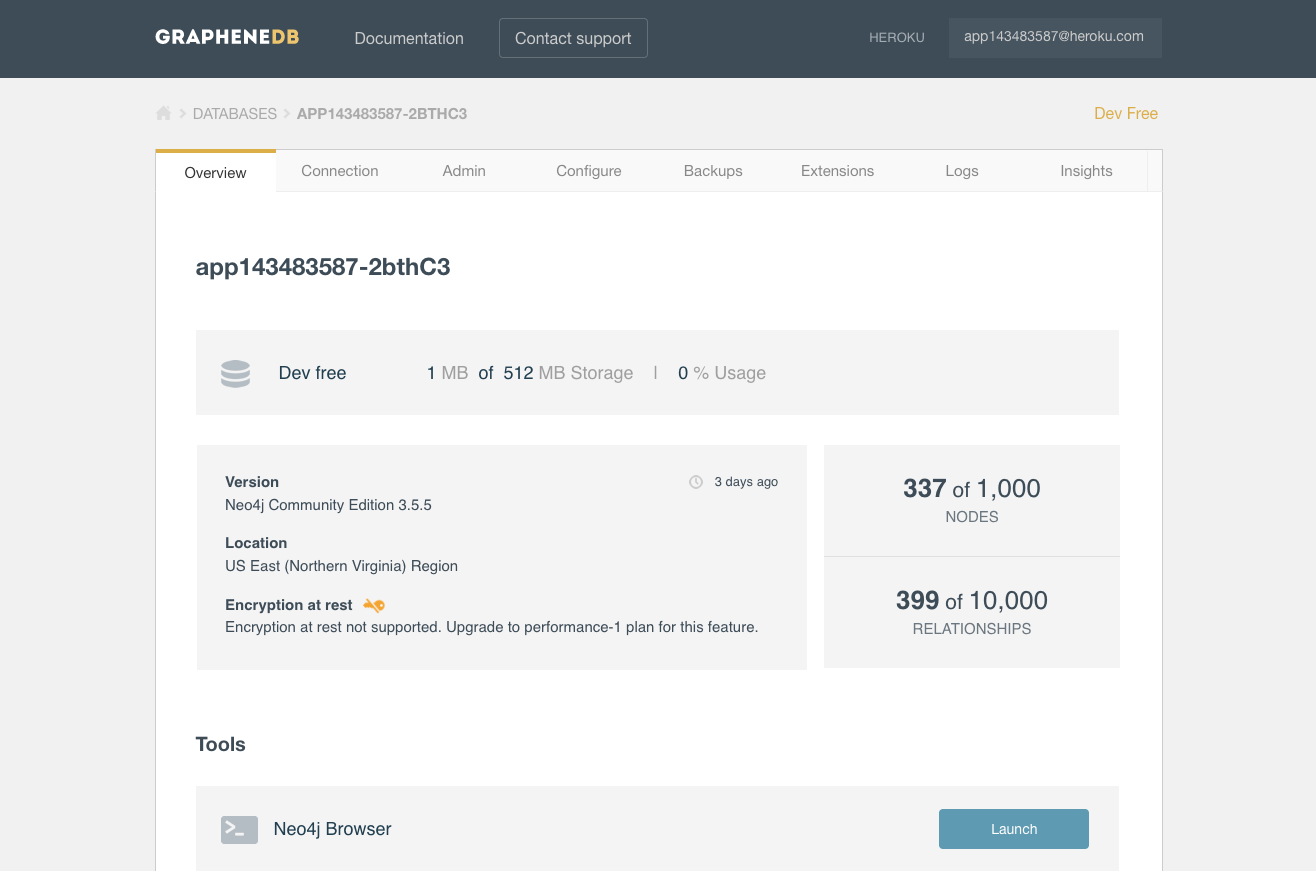 GRAPHENEDB Documentation Contact support HEROKU app143483587@heroku.com
DATABASES APP143483587-2BTHC3 Dev Free
Overview Connection Admin Configure Backups Extensions Logs Insights
app143483587-2bthC3
Dev free 1 MB of 512 MB Storage | 0 % Usage
Version 3 days ago
Neo4j Community Edition 3.5.5
Location
US East (Northern Virginia) Region
Encryption at rest
Encryption at rest not supported. Upgrade to performance-1 plan for this feature.
337 of 1,000
NODES
399 of 10,000
RELATIONSHIPS
Tools
Neo4j Browser Launch